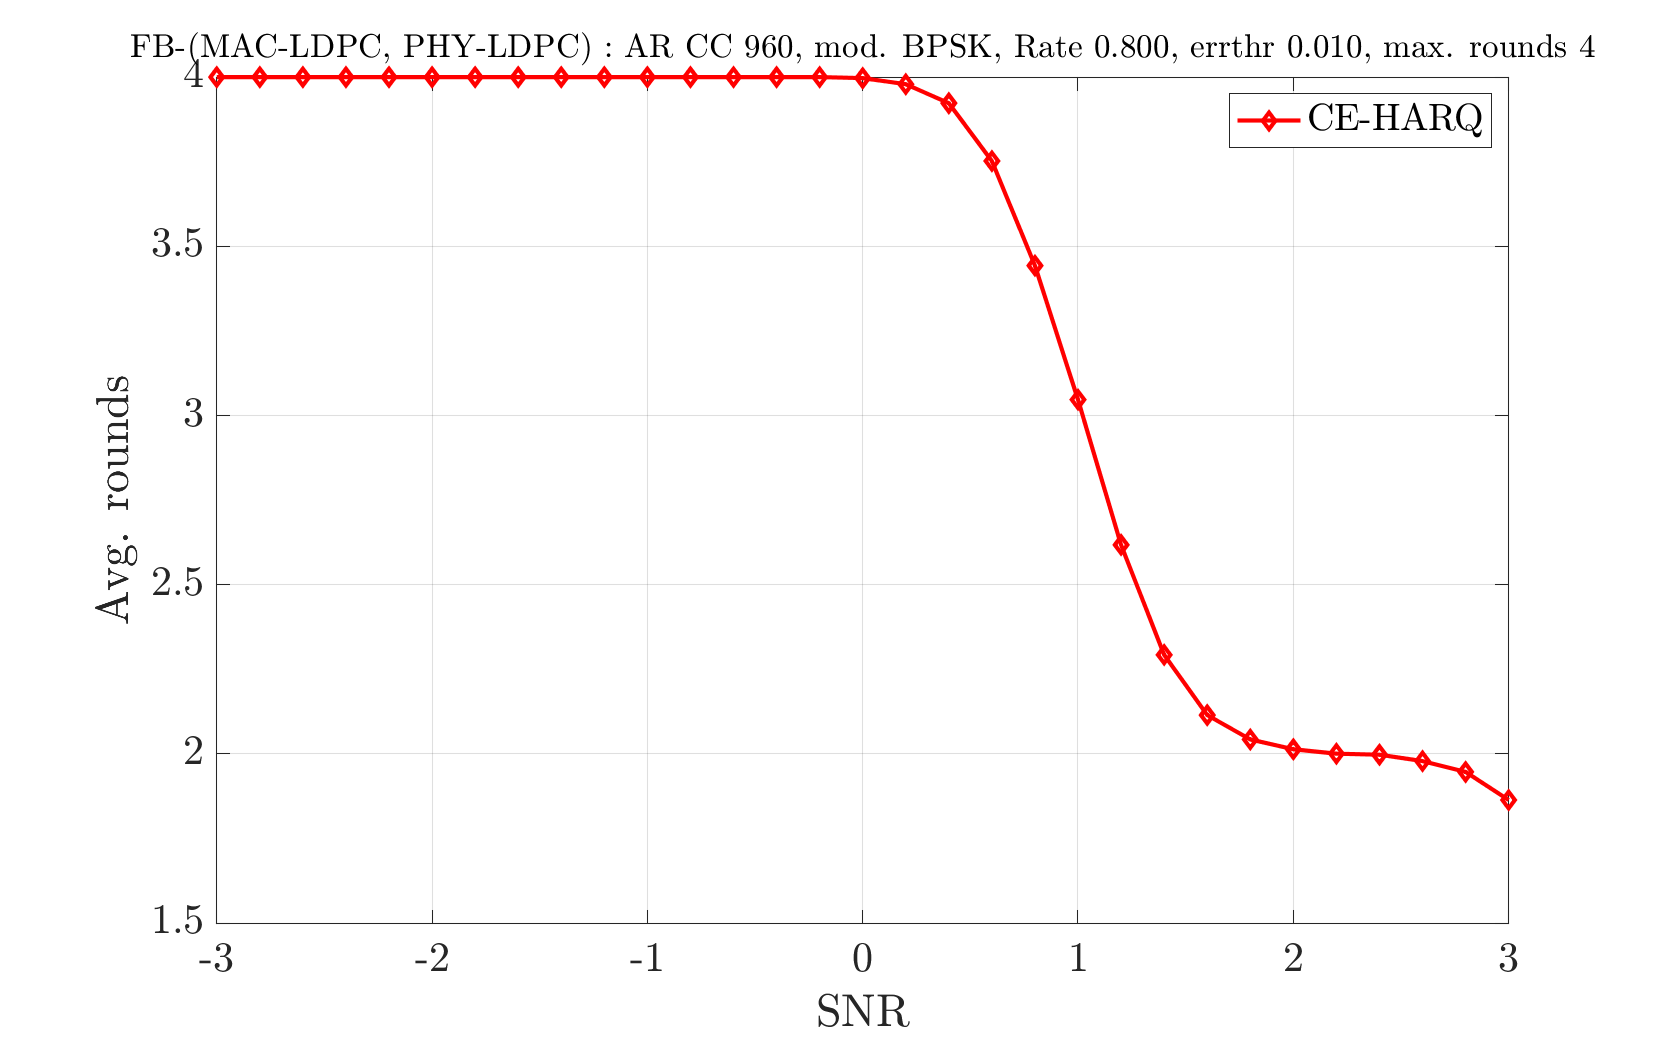 FB-(MAC-LDPC, PHY-LDPC) : AR CC 960, mod. BPSK, Rate 0.800, errthr 0.010, max. rounds 4
CE-HARQ
4
3.5
3
2.5
2
1.5
Avg. rounds
-3 -2 -1 0 1 2 3
SNR